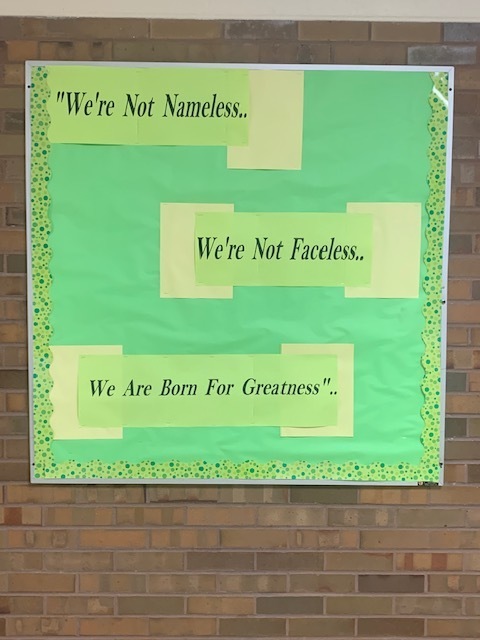 "We're Not Nameless..
We're Not Faceless..
We Are Born For Greatness"..